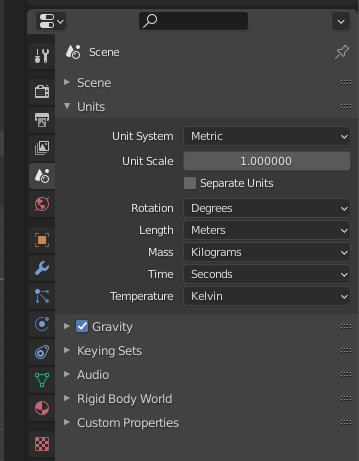 Scene
Scene
Units
Unit System Metric
Unit Scale 1.000000
Separate Units
Rotation Degrees
Length Meters
Mass Kilograms
Time Seconds
Temperature Kelvin
Gravity
Keying Sets
Audio
Rigid Body World
Custom Properties